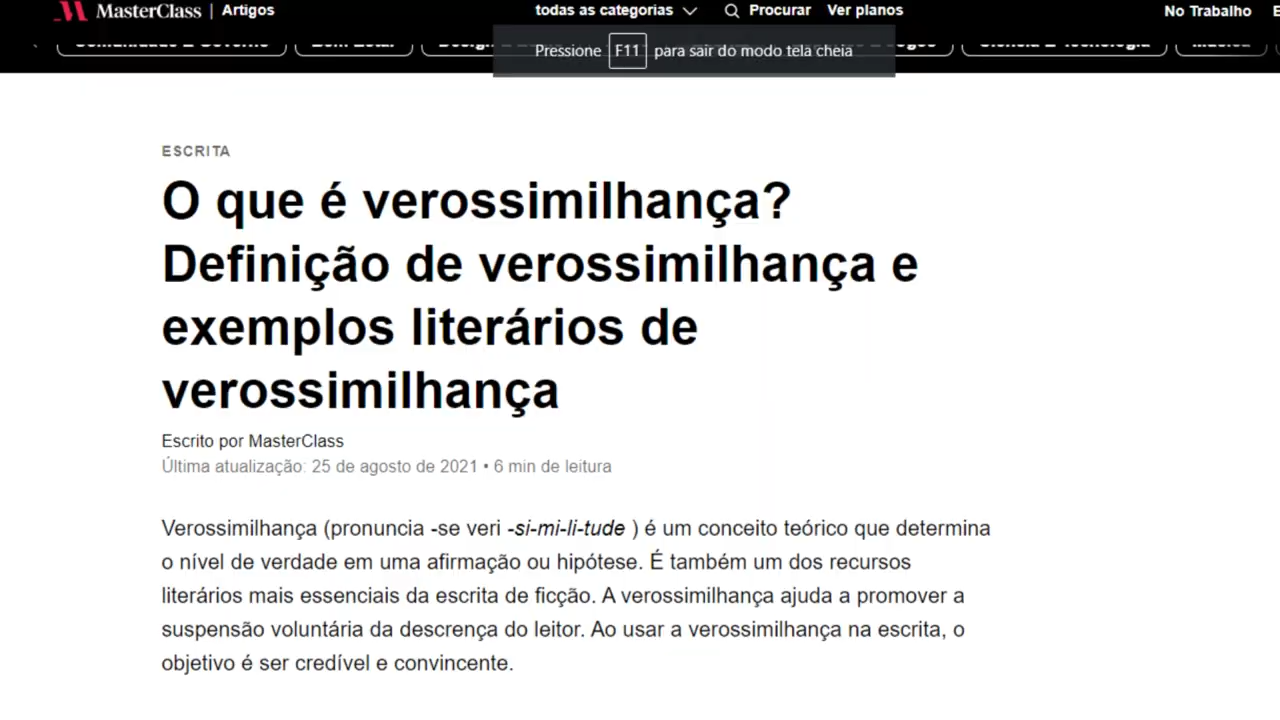 MasterClass | Artigos
todas as categorias
Procurar
Ver planos
No Trabalho
Pressione F11 para sair do modo tela cheia
ESCRITA
O que é verossimilhança?
Definição de verossimilhança e
exemplos literários de
verossimilhança
Escrito por MasterClass
Última atualização: 25 de agosto de 2021 • 6 min de leitura
Verossimilhança (pronuncia -se veri -si-mi-li-tude ) é um conceito teórico que determina
o nível de verdade em uma afirmação ou hipótese. É também um dos recursos
literários mais essenciais da escrita de ficção. A verossimilhança ajuda a promover a
suspensão voluntária da descrença do leitor. Ao usar a verossimilhança na escrita, o
objetivo é ser credível e convincente.